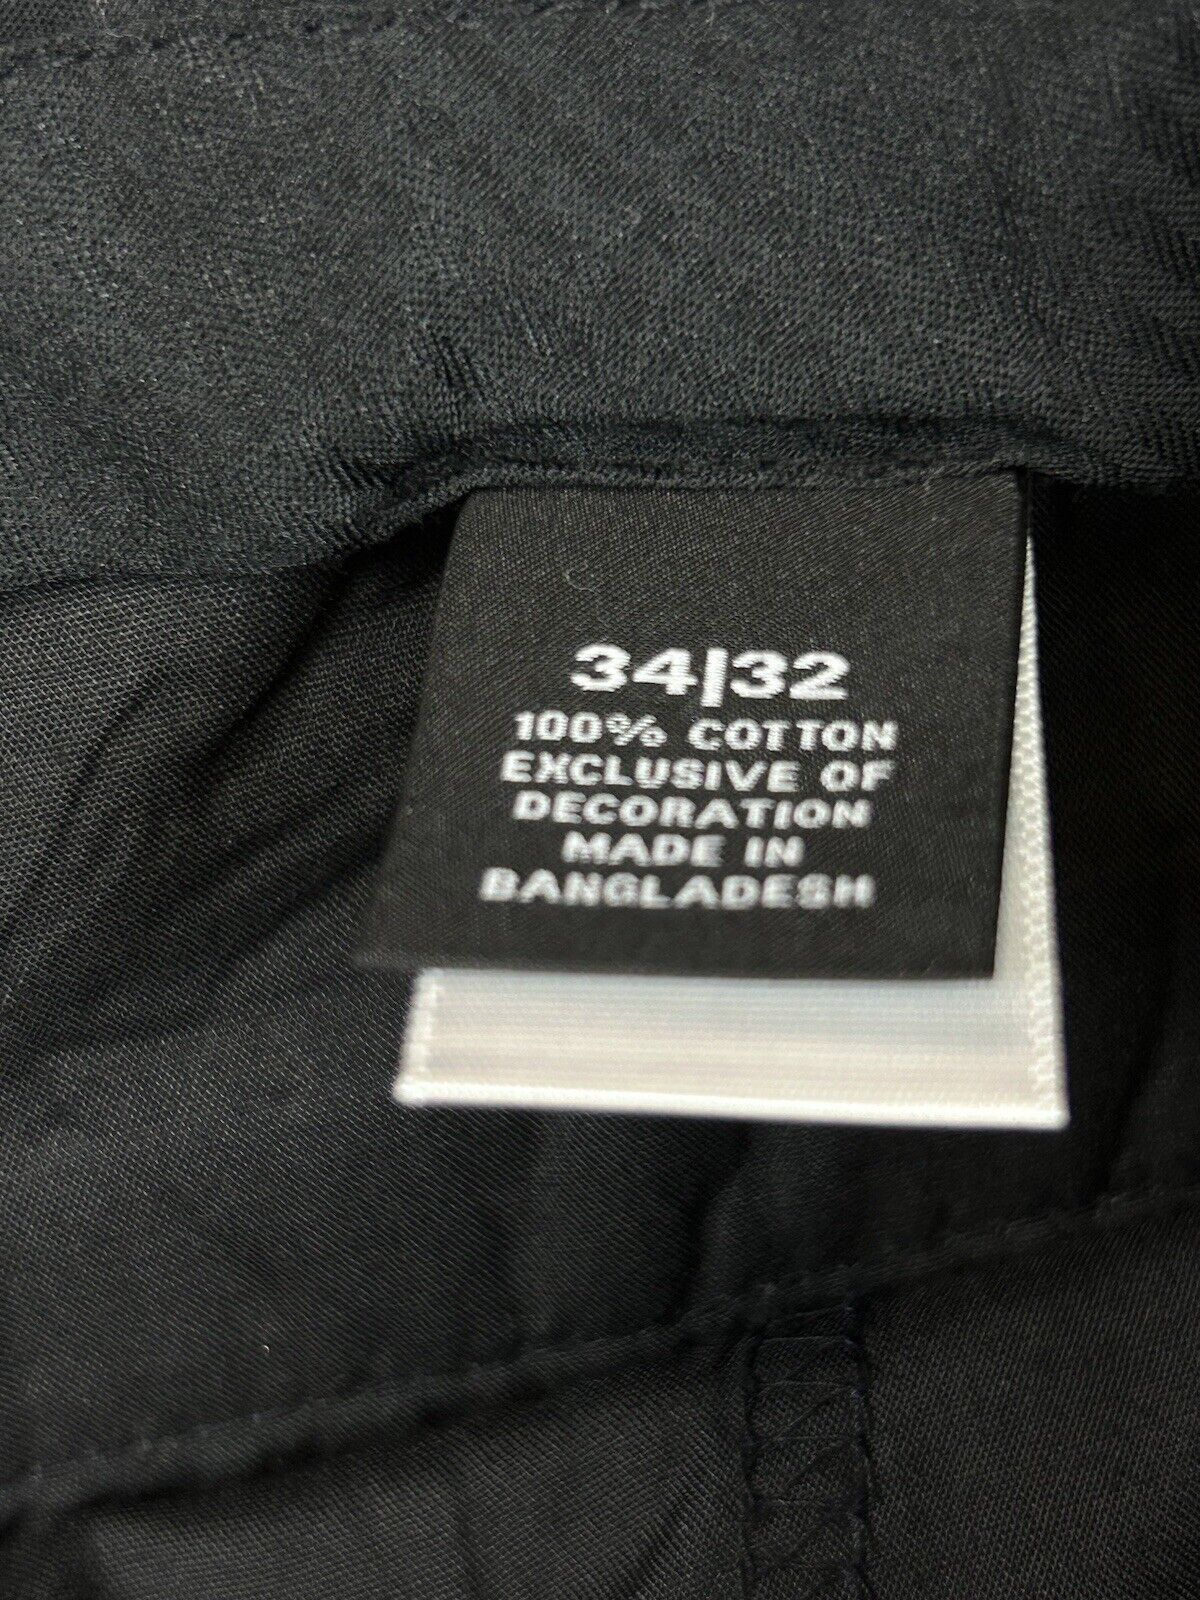 34|32
100% COTTON
EXCLUSIVE OF
DECORATION
MADE IN
BANGLADESH